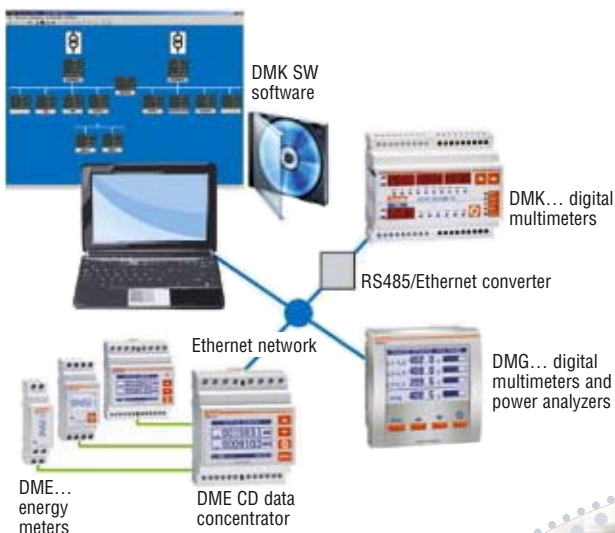 DMK SW
software
DMK… digital
multimeters
RS485/Ethernet converter
Ethernet network
DMG… digital
multimeters and
power analyzers
DME…
energy
meters
DME CD data
concentrator